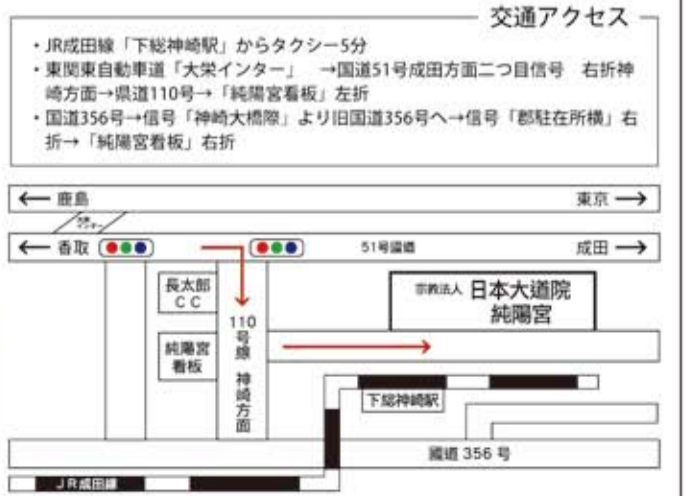 交通アクセス
・JR成田線「下総神崎駅」からタクシー5分
・東関東自動車道「大栄インター」 →国道51号成田方面二つ目信号 右折神
崎方面→県道110号→「純陽宮看板」左折
・国道356号→信号「神崎大橋際」より旧国道356号へ→信号「郡駐在所横」右
折→「純陽宮看板」右折
← 鹿島
東京 →
← 香取
51号國道
成田 →
長太郎
CC
宗教法人 日本大道院
純陽宮
110号線 神崎方面
純陽宮
看板
下総神崎駅
國道 356 号
JR成田線